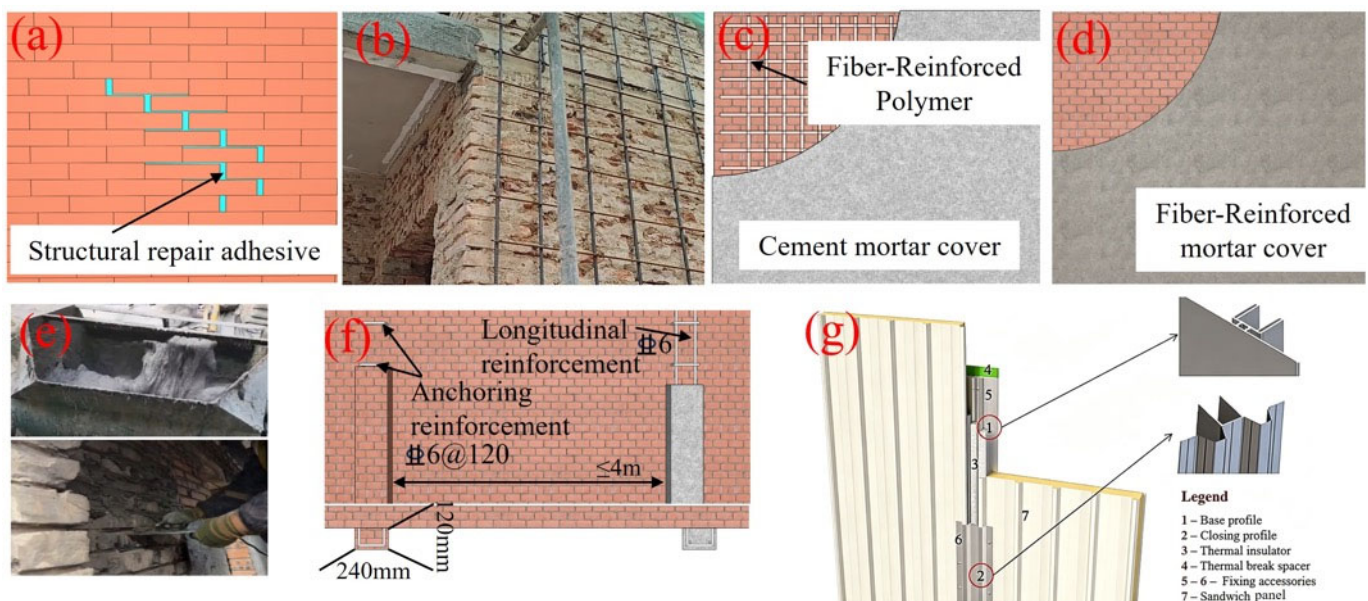 (a)
Structural repair adhesive
(b)
(c)
Fiber-Reinforced
Polymer
Cement mortar cover
(d)
Fiber-Reinforced
mortar cover
(e)
(f)
Longitudinal
reinforcement
⌀6
Anchoring
reinforcement
⌀6@120
≤4m
120mm
240mm
(g)
4
5
1
3
7
6
2
Legend
1 – Base profile
2 – Closing profile
3 – Thermal insulator
4 – Thermal break spacer
5 – 6 – Fixing accessories
7 – Sandwich panel